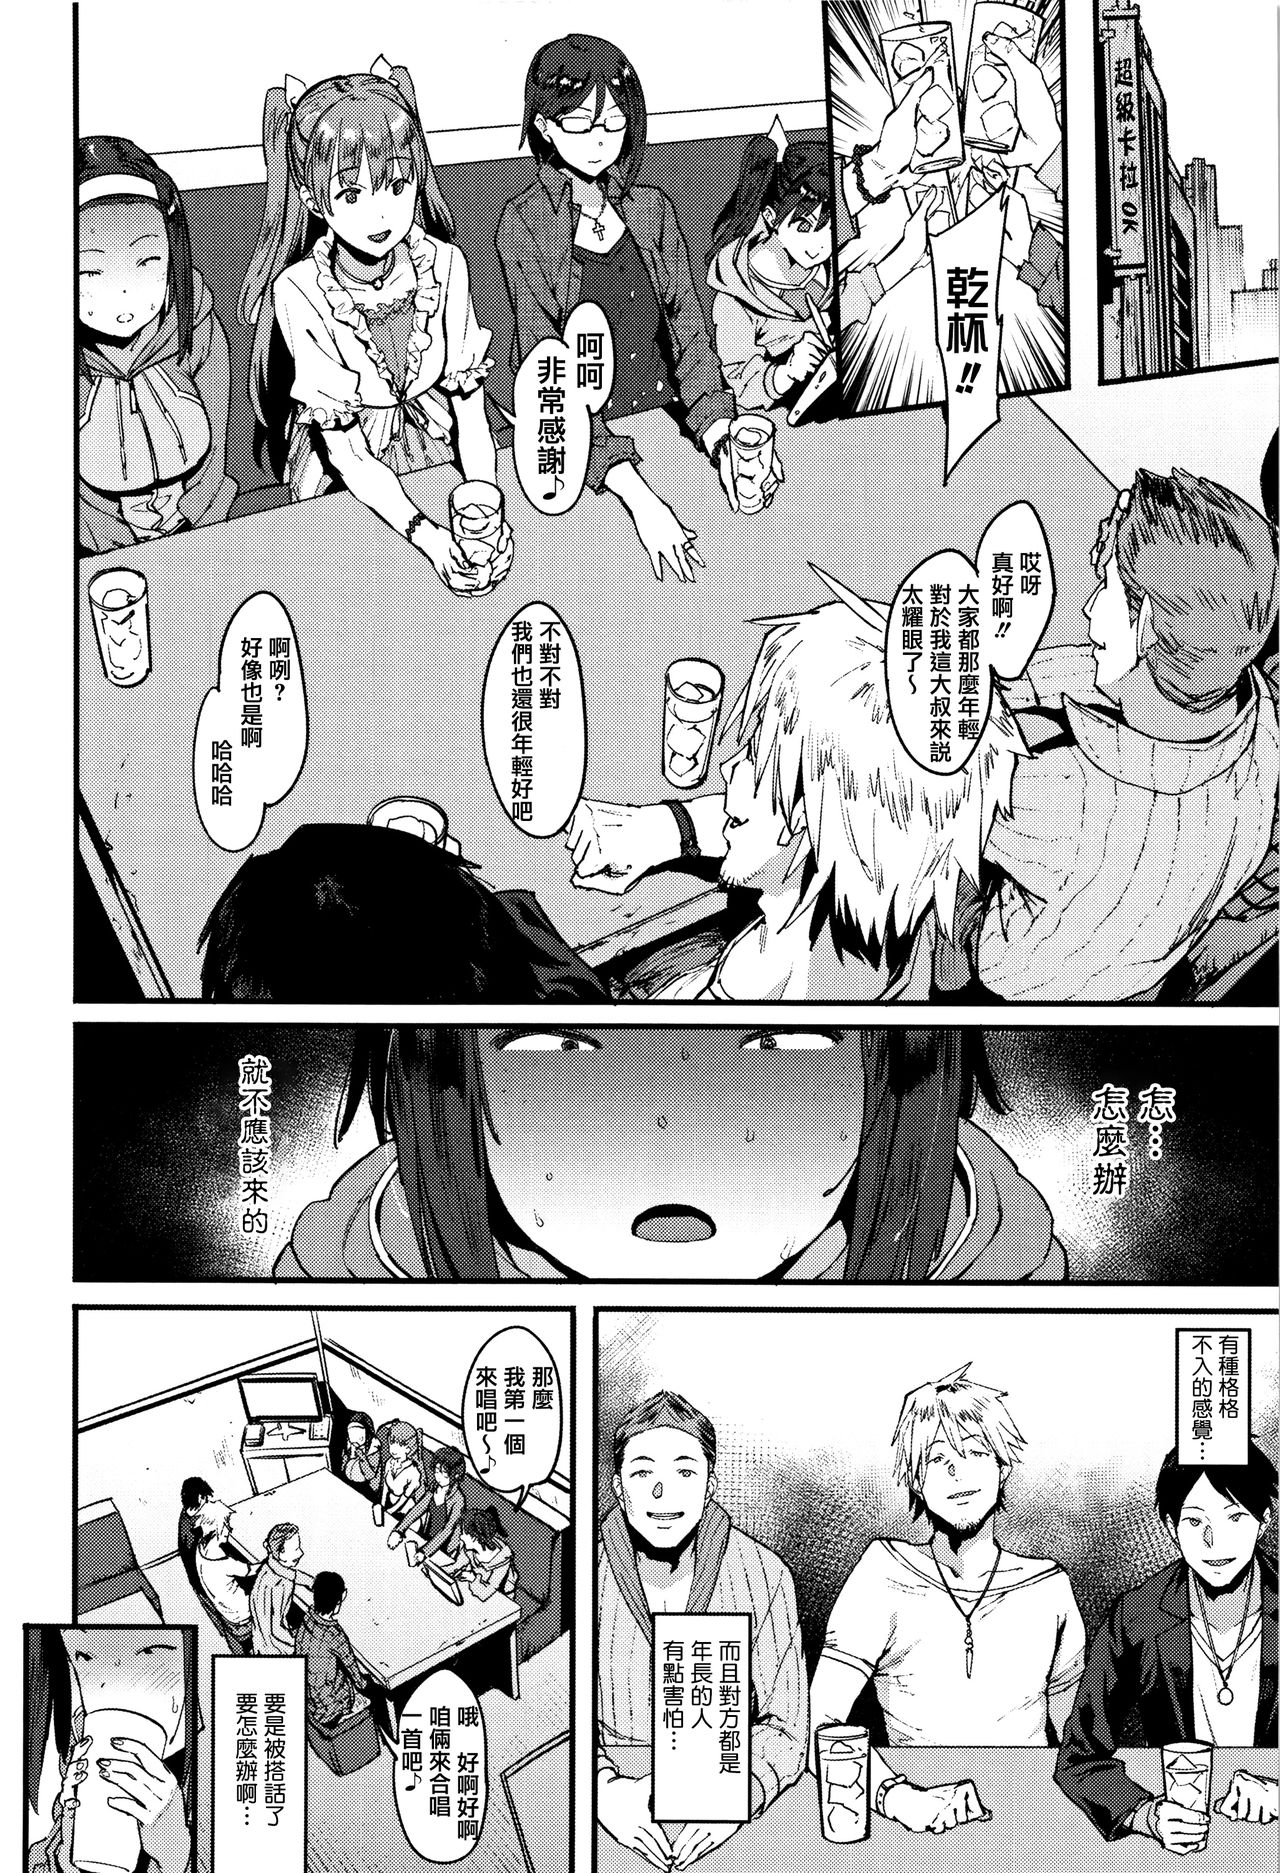 超級卡拉OK
乾杯!!
哎呀
真好啊!!
大家都那麼年輕
對於我這大叔來說
太耀眼了～
呵呵
非常感謝♪
不對不對
我們也還很年輕好吧
啊咧？
好像也是啊
哈哈哈
怎…
怎麼辦
就不應該來的
有種格格
不入的感覺…
而且對方都是
年長的人
有點害怕…
那麼
我第一個
來唱吧～♪
哦 好啊好啊
咱倆來合唱
一首吧♪
要是被搭話了
要怎麼辦啊…